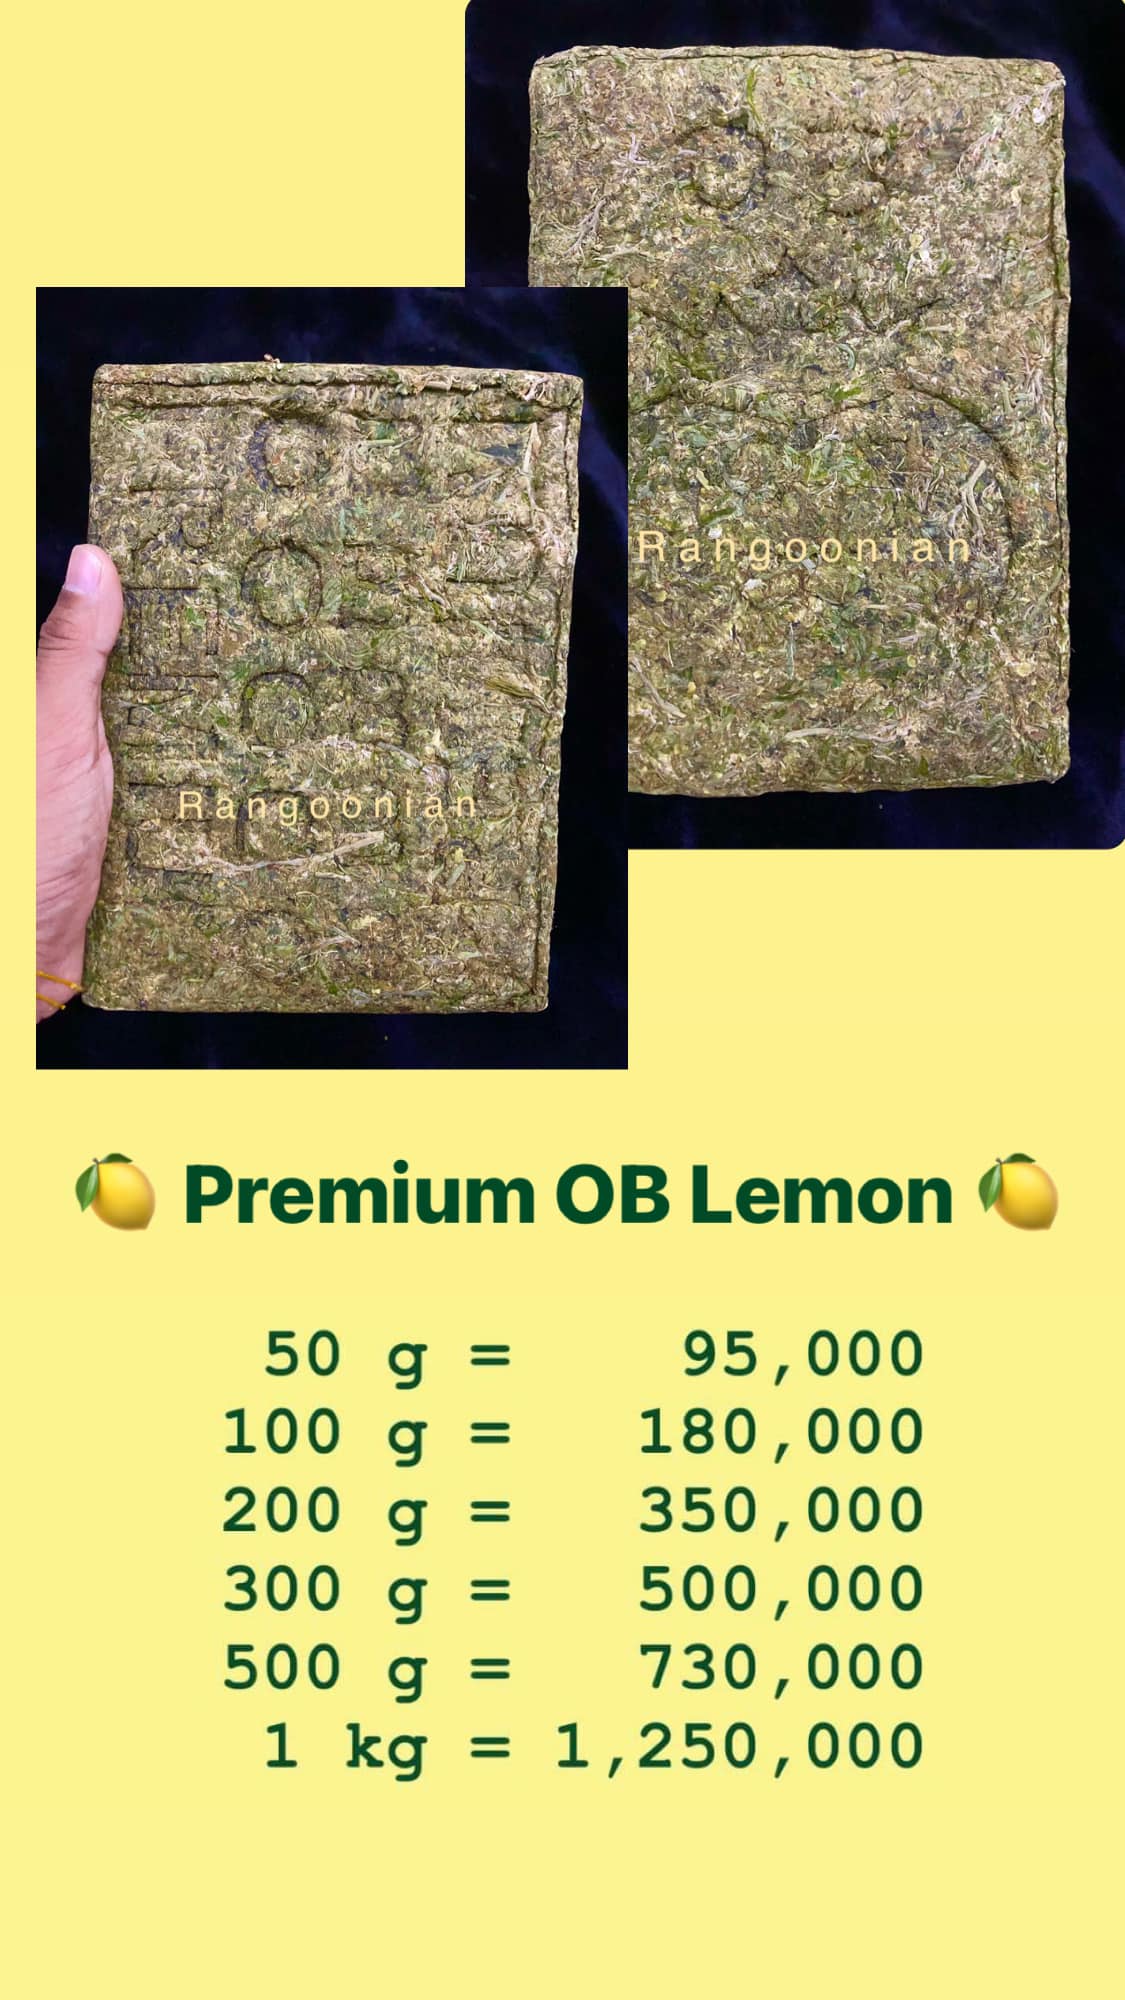 Rangoonian
Rangoonian
🍋 Premium OB Lemon 🍋
50 g = 95,000
100 g = 180,000
200 g = 350,000
300 g = 500,000
500 g = 730,000
1 kg = 1,250,000